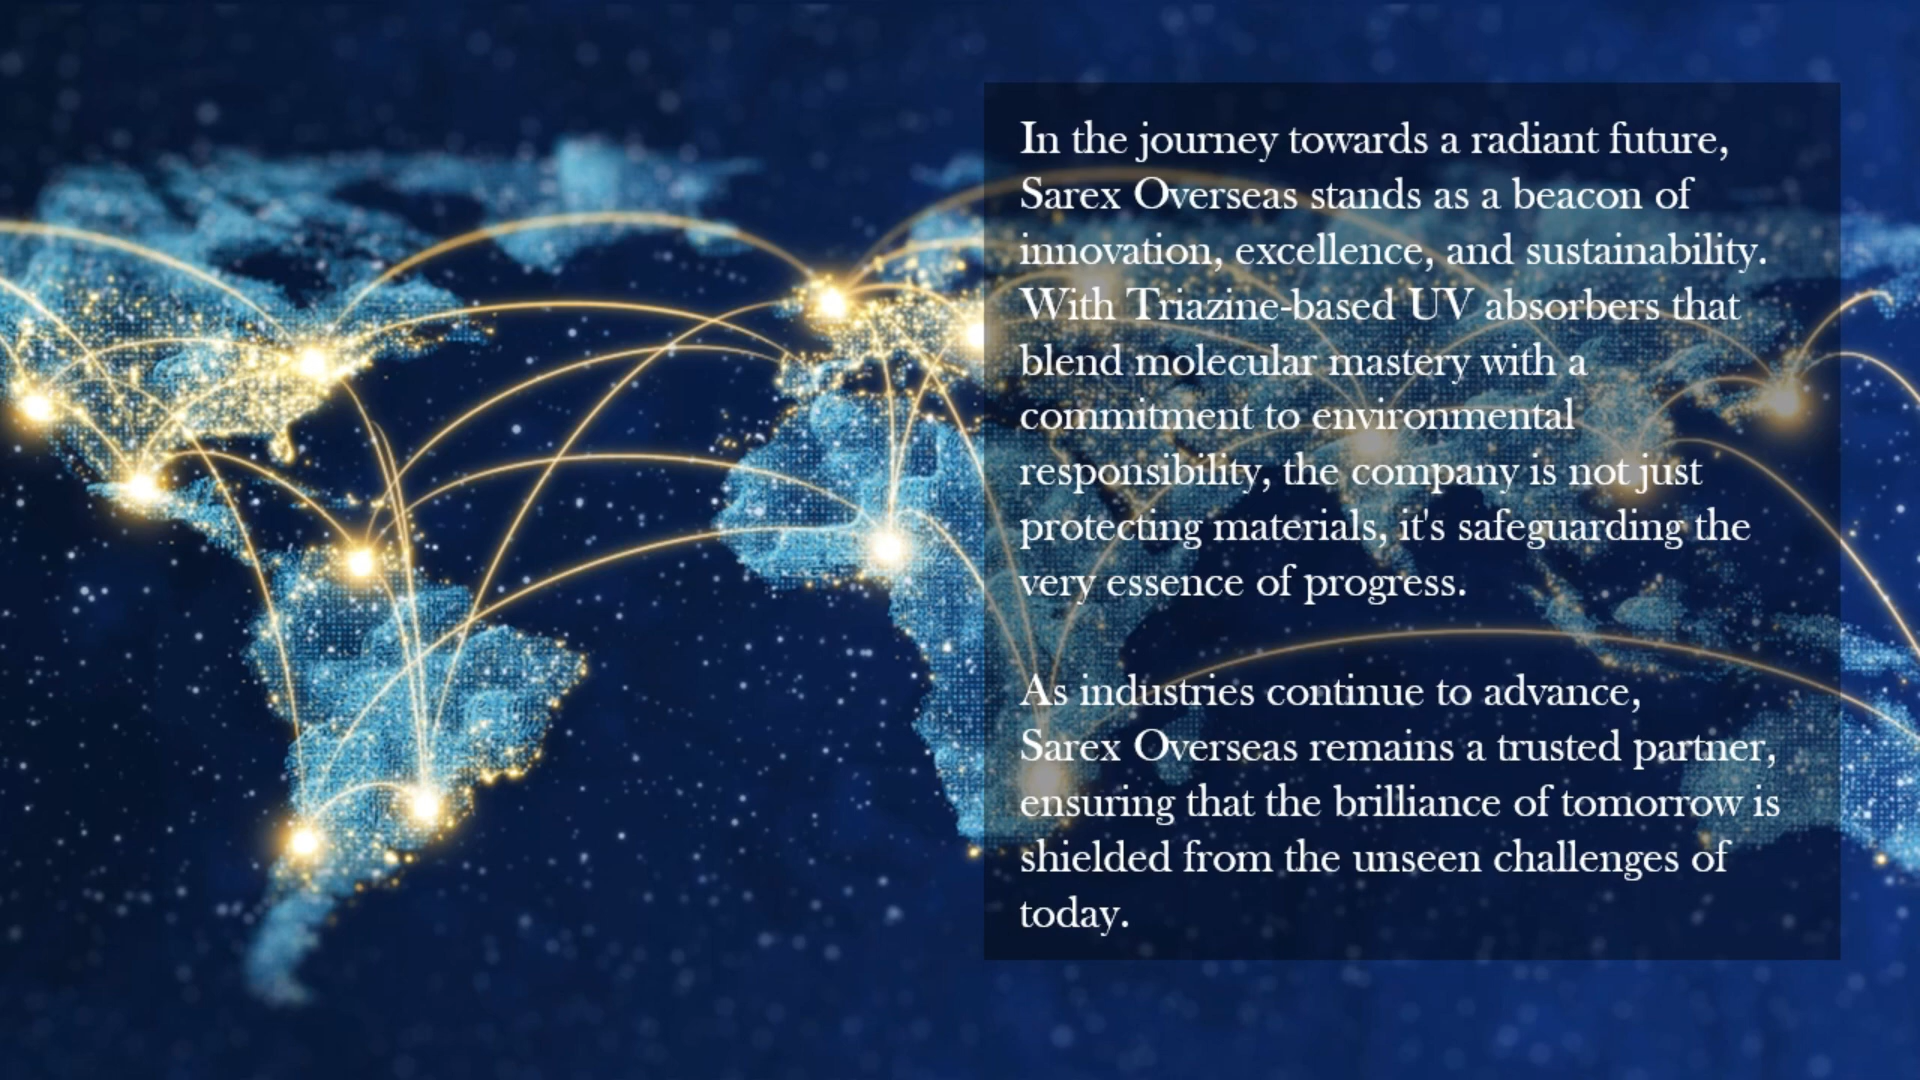 In the journey towards a radiant future,
Sarex Overseas stands as a beacon of
innovation, excellence, and sustainability.
With Triazine-based UV absorbers that
blend molecular mastery with a
commitment to environmental
responsibility, the company is not just
protecting materials, it's safeguarding the
very essence of progress.
As industries continue to advance,
Sarex Overseas remains a trusted partner,
ensuring that the brilliance of tomorrow is
shielded from the unseen challenges of
today.